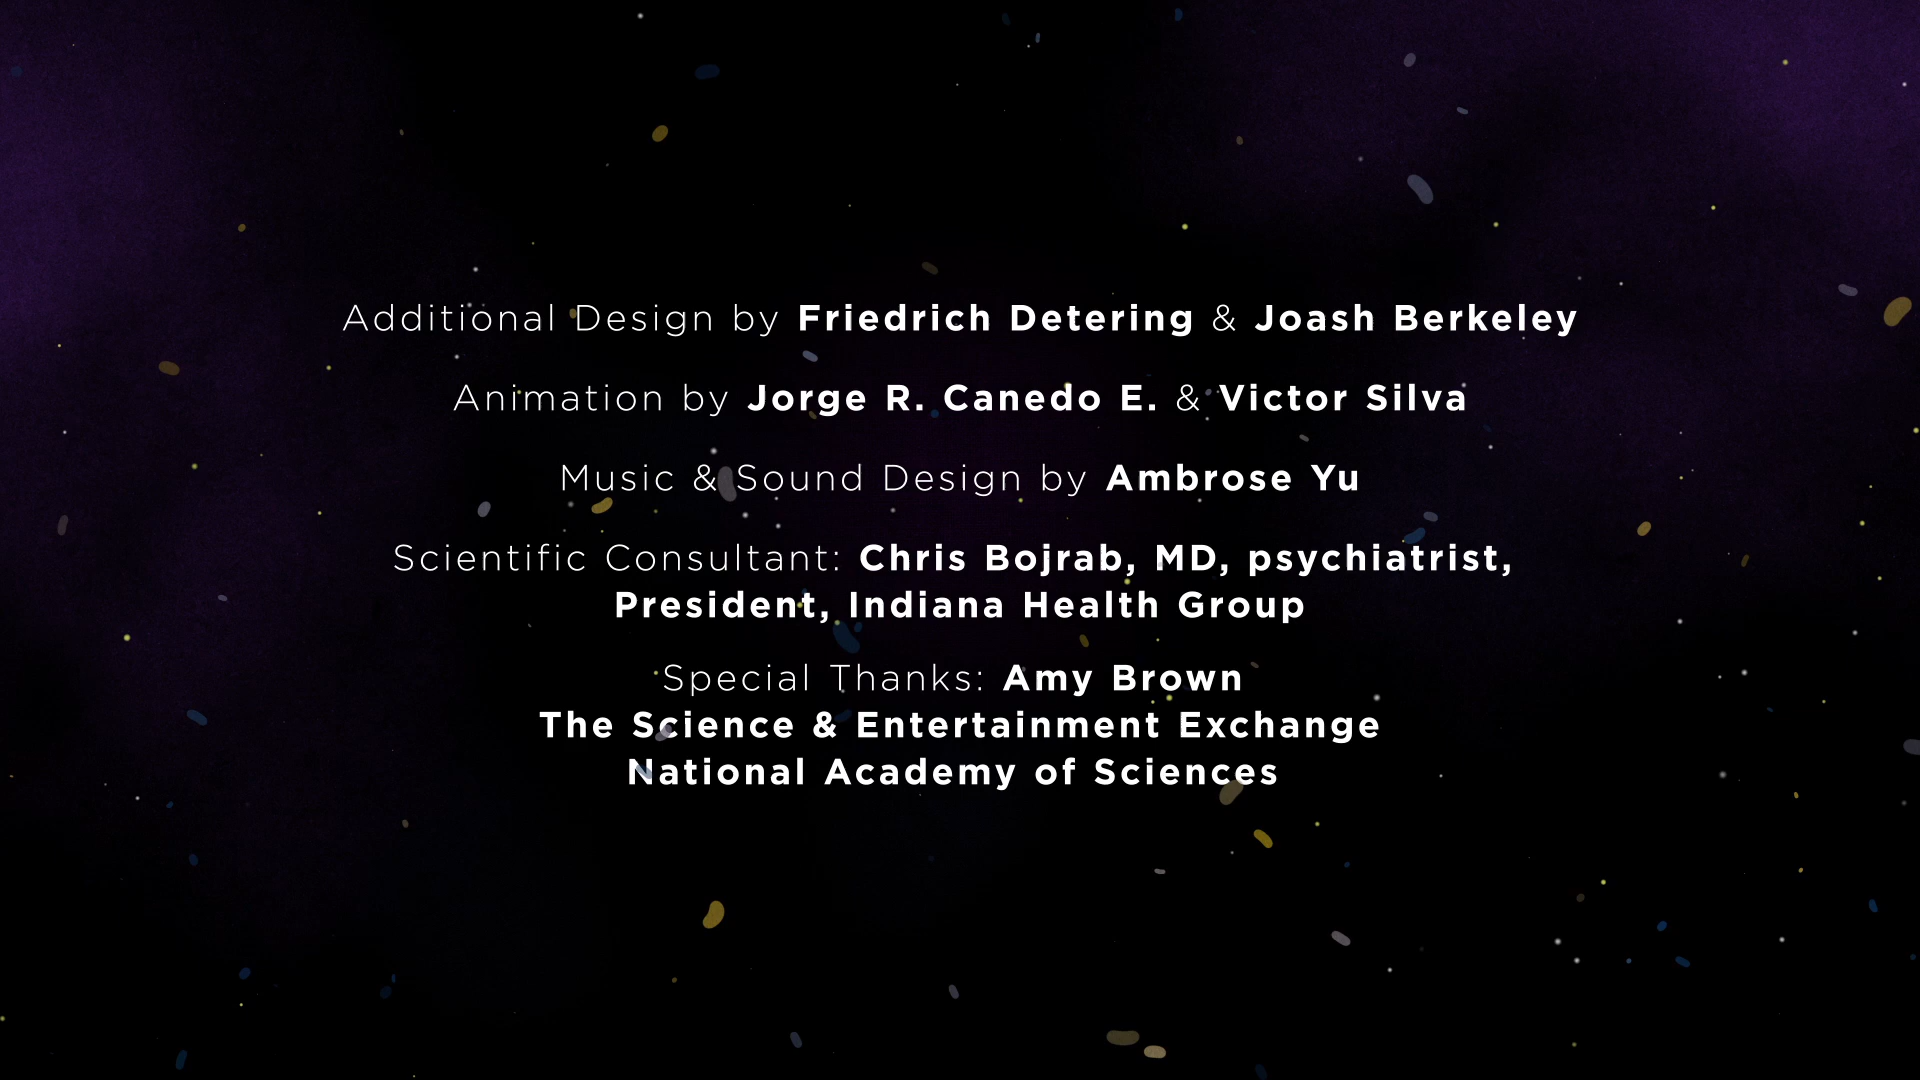 Additional Design by Friedrich Detering & Joash Berkeley
Animation by Jorge R. Canedo E. & Victor Silva
Music & Sound Design by Ambrose Yu
Scientific Consultant: Chris Bojrab, MD, psychiatrist,
President, Indiana Health Group
Special Thanks: Amy Brown
The Science & Entertainment Exchange
National Academy of Sciences